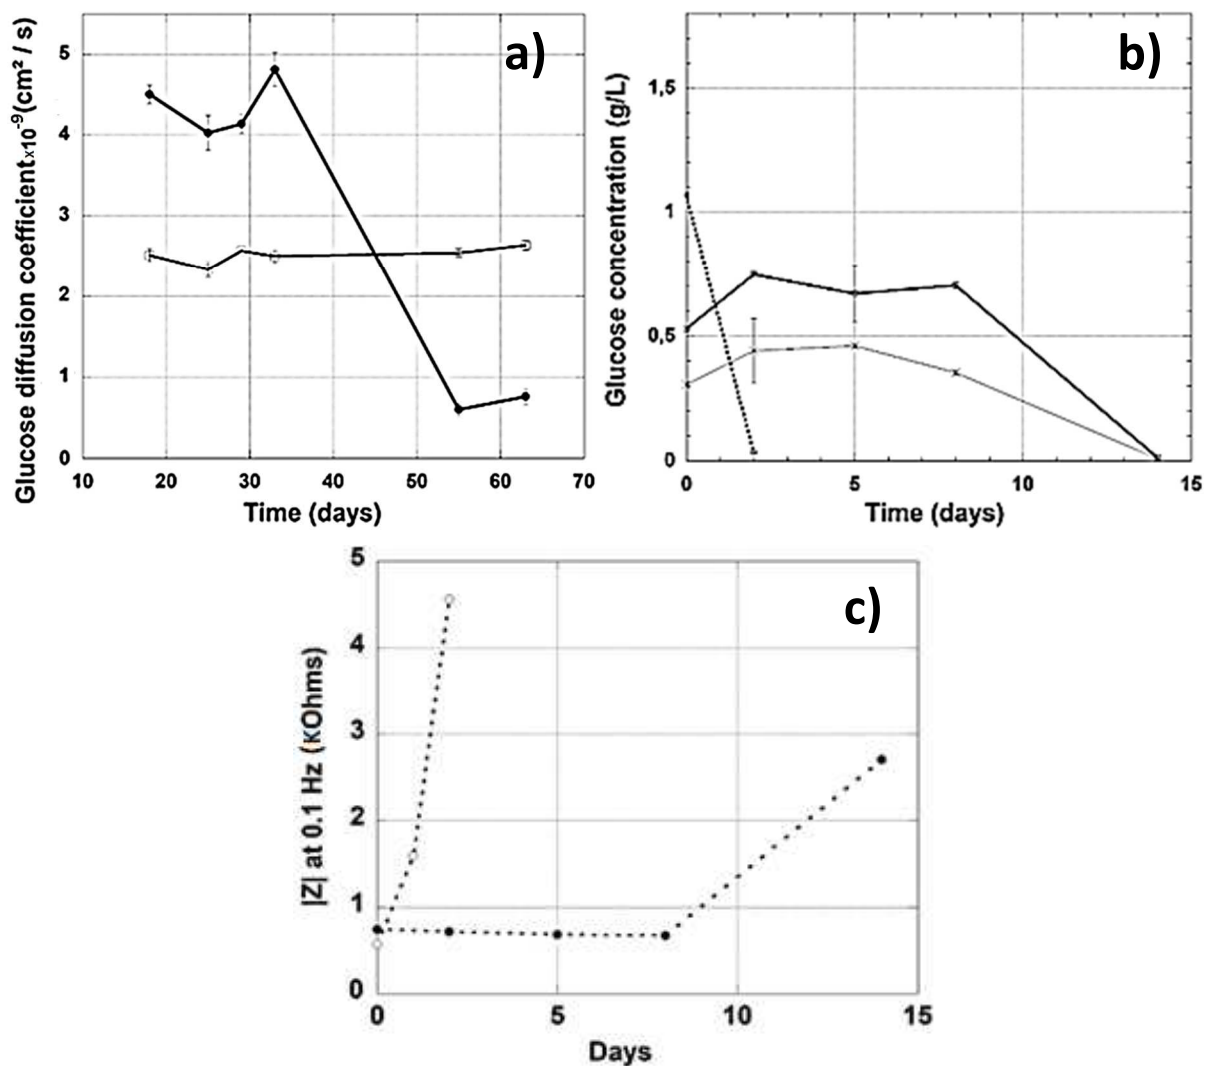 a)
Glucose diffusion coefficient×10⁻⁹(cm² / s)
5
4
3
2
1
0
10 20 30 40 50 60 70
Time (days)
b)
Glucose concentration (g/L)
1,5
1
0,5
0
0 5 10 15
Time (days)
c)
|Z| at 0.1 Hz (кOhms)
5
4
3
2
1
0
0 5 10 15
Days